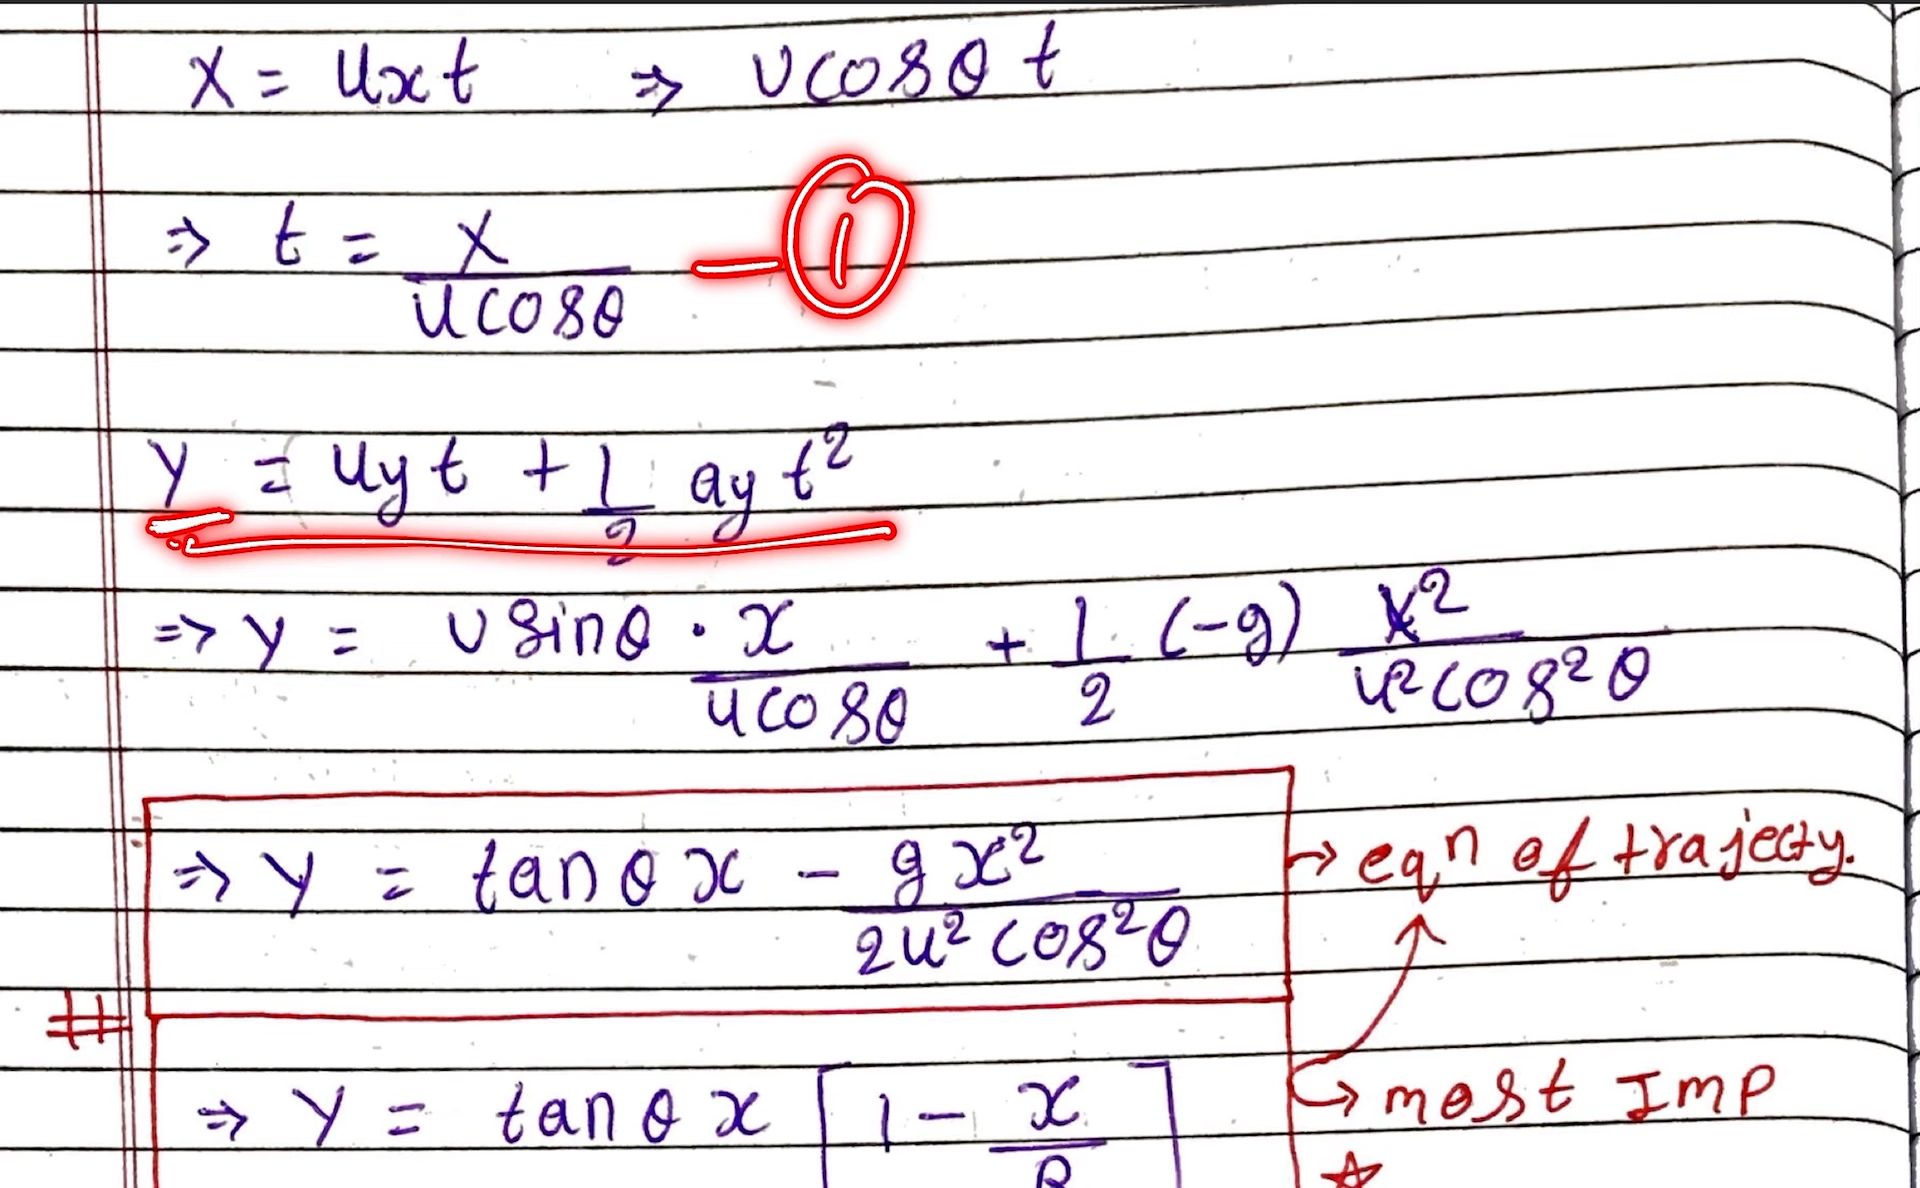 x = uxt ⇒ ucosθ t
⇒ t = x/ucosθ — ①
y = uyt + 1/2 ayt²
⇒ y = usinθ · x/ucosθ + 1/2 (-g) x²/u²cos²θ
⇒ y = tanθ x - gx²/2u²cos²θ → eqn of trajecty.
#
⇒ y = tanθ x [1 - x/R] → most Imp
☆